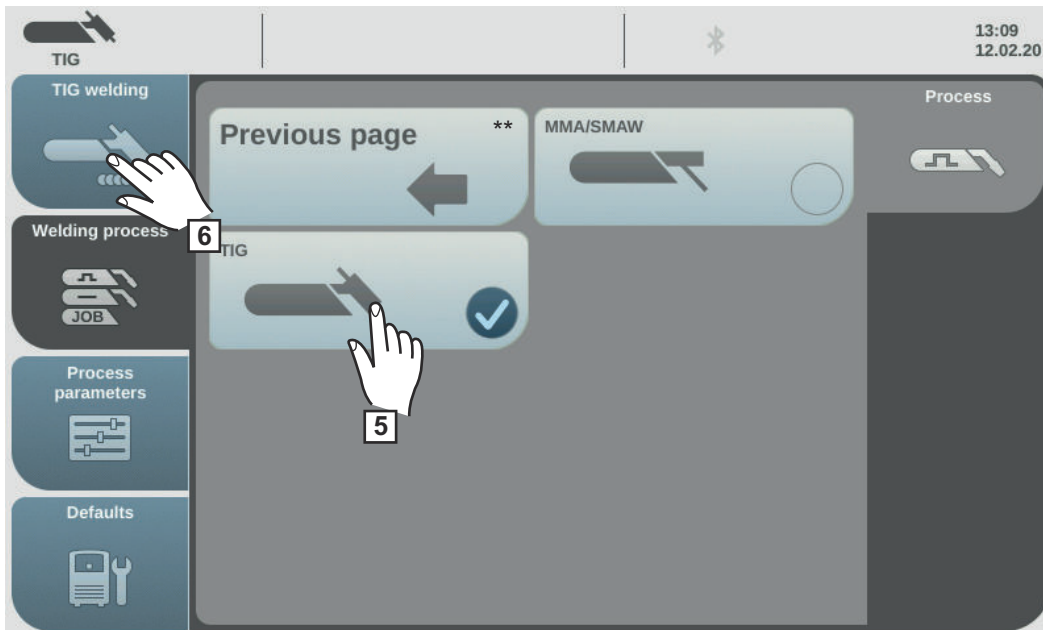 TIG
13:09
12.02.20
TIG welding
Welding process
JOB
Process
parameters
Defaults
Previous page **
MMA/SMAW
TIG
Process
6
5